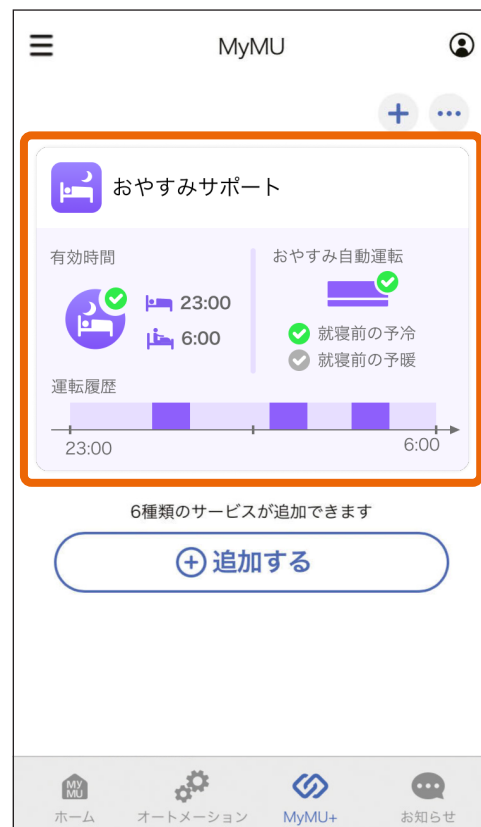 MyMU
おやすみサポート
有効時間
23:00
6:00
おやすみ自動運転
就寝前の予冷
就寝前の予暖
運転履歴
23:00 6:00
6種類のサービスが追加できます
追加する
MY
MU
ホーム オートメーション MyMU+ お知らせ